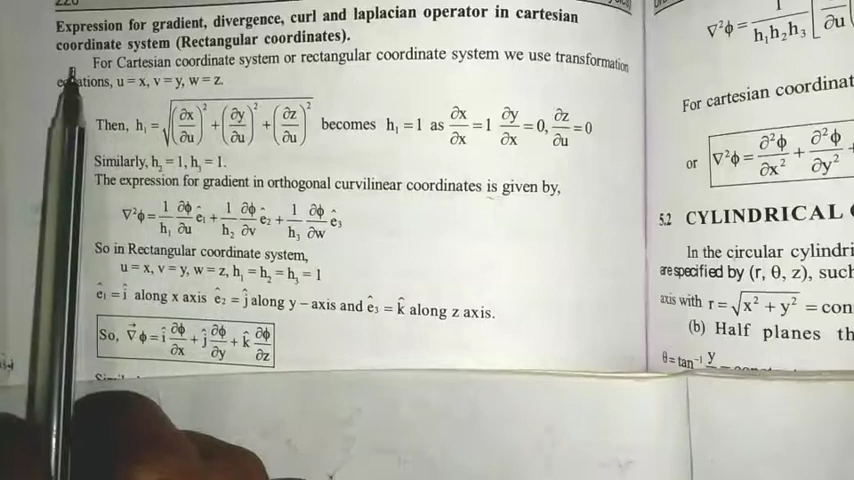 220
Expression for gradient, divergence, curl and laplacian operator in cartesian
coordinate system (Rectangular coordinates).
For Cartesian coordinate system or rectangular coordinate system we use transformation
equations, u = x, v = y, w = z.
Then, h₁ = √((∂x/∂u)² + (∂y/∂u)² + (∂z/∂u)²) becomes h₁ = 1 as ∂x/∂x = 1 ∂y/∂x = 0, ∂z/∂u = 0
Similarly, h₂ = 1, h₃ = 1.
The expression for gradient in orthogonal curvilinear coordinates is given by,
∇²ϕ = 1/h₁ ∂ϕ/∂u ê₁ + 1/h₂ ∂ϕ/∂v ê₂ + 1/h₃ ∂ϕ/∂w ê₃
So in Rectangular coordinate system,
u = x, v = y, w = z, h₁ = h₂ = h₃ = 1
ê₁ = î along x axis ê₂ = ĵ along y – axis and ê₃ = k̂ along z axis.
So, ∇⃗ϕ = î ∂ϕ/∂x + ĵ ∂ϕ/∂y + k̂ ∂ϕ/∂z
∇²ϕ = 1/h₁h₂h₃ [ ∂/∂u
For cartesian coordinat
or ∇²ϕ = ∂²ϕ/∂x² + ∂²ϕ/∂y² +
5.2 CYLINDRICAL
In the circular cylindri
are specified by (r, θ, z), such
axis with r = √(x² + y²) = con
(b) Half planes th
θ = tan⁻¹ y